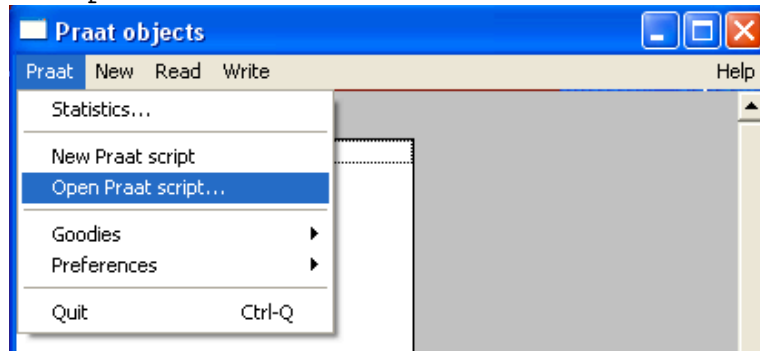 Praat objects
Praat New Read Write Help
Statistics...
New Praat script
Open Praat script...
Goodies
Preferences
Quit Ctrl-Q